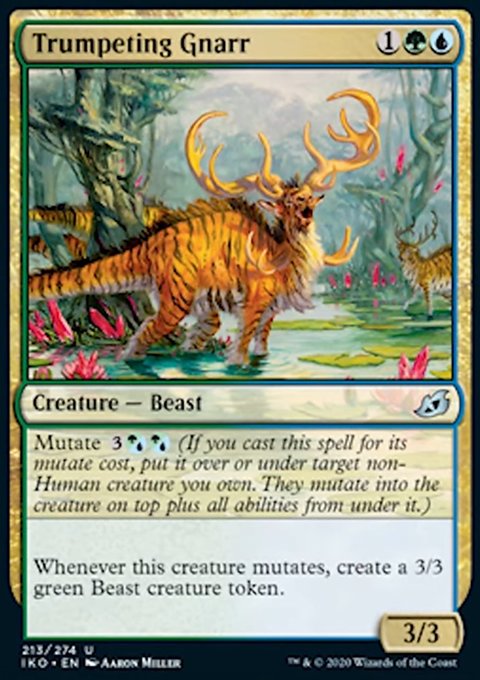 Trumpeting Gnarr 1
Creature — Beast
Mutate 3 (If you cast this spell for its
mutate cost, put it over or under target non-
Human creature you own. They mutate into the
creature on top plus all abilities from under it.)
Whenever this creature mutates, create a 3/3
green Beast creature token.
3/3
213/274 U
IKO • EN Aaron Miller
™ & © 2020 Wizards of the Coast